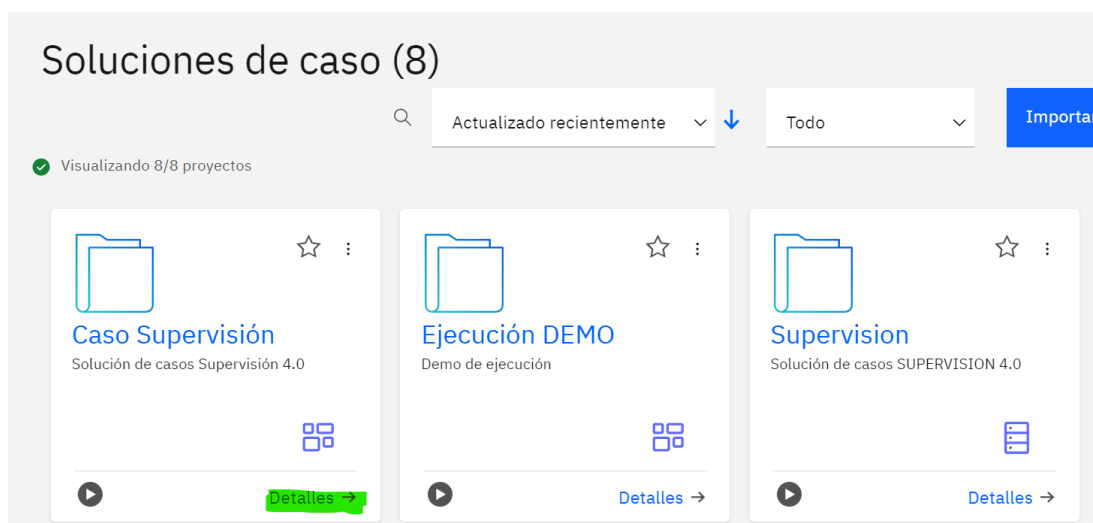 Soluciones de caso (8)
Actualizado recientemente
Todo
Importar
Visualizando 8/8 proyectos
Caso Supervisión
Solución de casos Supervisión 4.0
Detalles →
Ejecución DEMO
Demo de ejecución
Detalles →
Supervision
Solución de casos SUPERVISION 4.0
Detalles →